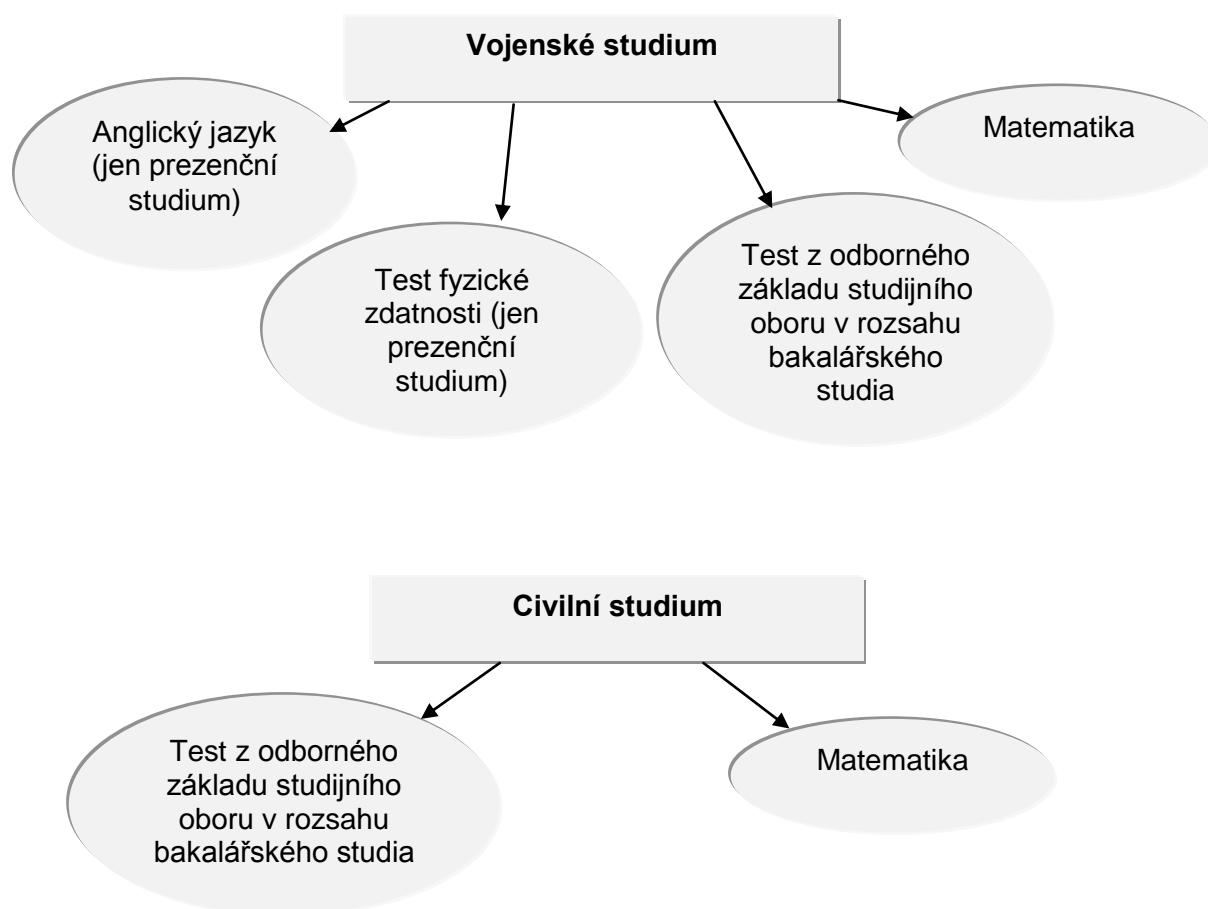 Vojenské studium
Anglický jazyk
(jen prezenční
studium)
Test fyzické
zdatnosti (jen
prezenční
studium)
Test z odborného
základu studijního
oboru v rozsahu
bakalářského
studia
Matematika
Civilní studium
Test z odborného
základu studijního
oboru v rozsahu
bakalářského studia
Matematika